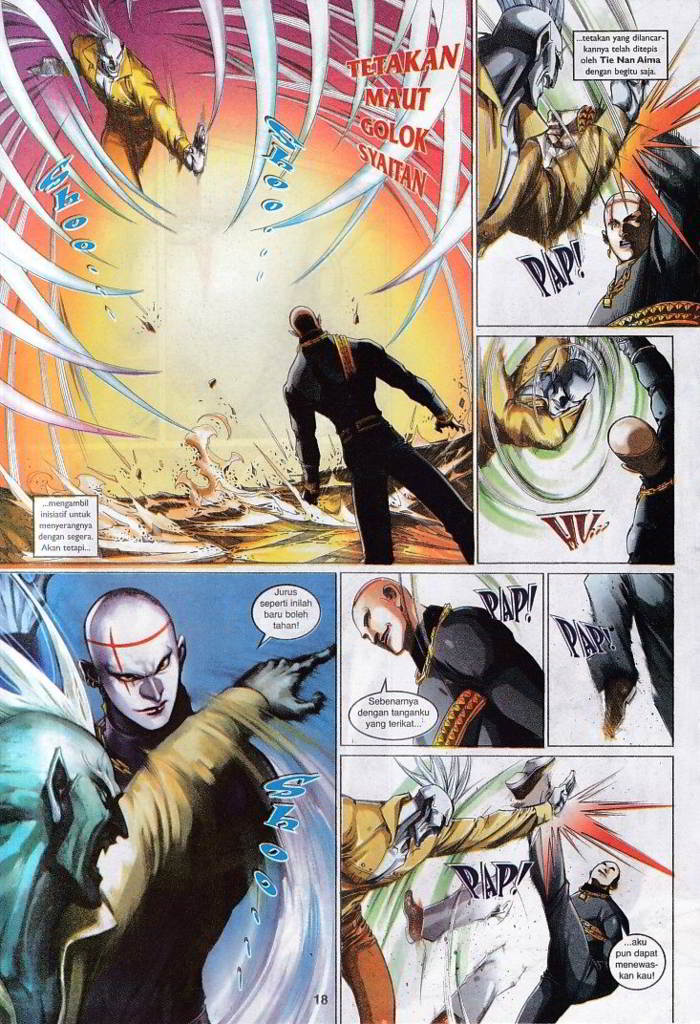 TETAKAN
MAUT
GOLOK
SYAITAN
Shoo...
Shoo...
...mengambil
inisiatif untuk
menyerangnya
dengan segera.
Akan tetapi...
...tetakan yang dilancar-
kannya telah ditepis
oleh Tie Nan Aima
dengan begitu saja.
PAP!
HU...
Jurus
seperti inilah
baru boleh
tahan!
Shoo...
PAP!
Sebenarnya
dengan tanganku
yang terikat...
PAP!
PAP!
...aku
pun dapat
menewas-
kan kau!
18